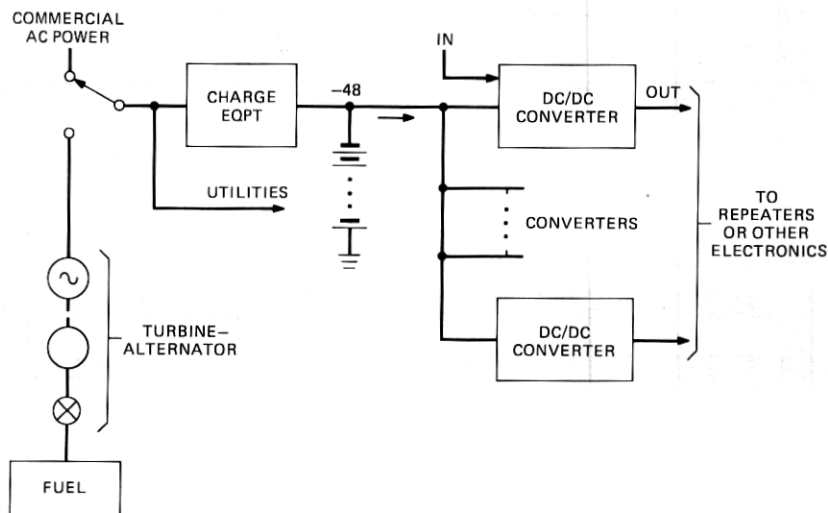 COMMERCIAL
AC POWER
IN
CHARGE
EQPT
–48
DC/DC
CONVERTER
OUT
UTILITIES
CONVERTERS
TO
REPEATERS
OR OTHER
ELECTRONICS
TURBINE–
ALTERNATOR
DC/DC
CONVERTER
FUEL